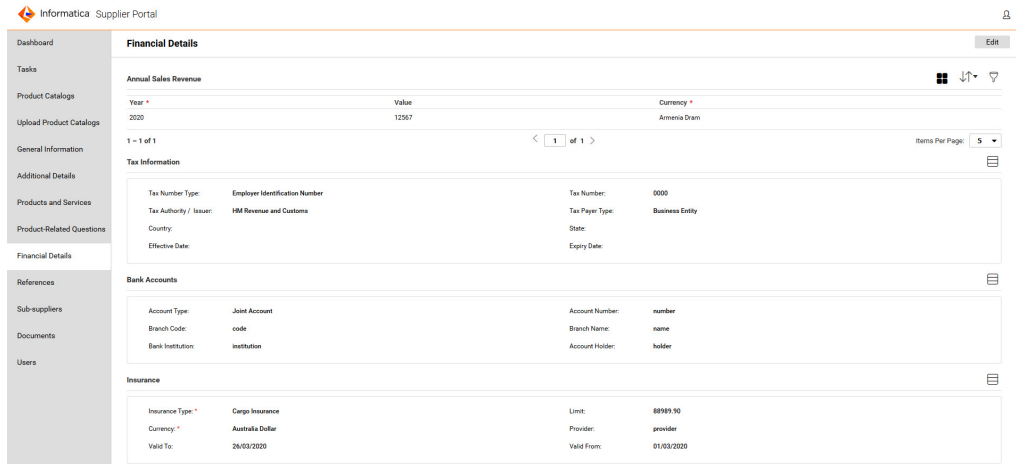 Informatica Supplier Portal
Dashboard
Tasks
Product Catalogs
Upload Product Catalogs
General Information
Additional Details
Products and Services
Product-Related Questions
Financial Details
References
Sub-suppliers
Documents
Users
Financial Details Edit
Annual Sales Revenue
Year * Value Currency *
2020 12567 Armenia Dram
1 – 1 of 1 < 1 of 1 > Items Per Page: 5
Tax Information
Tax Number Type: Employer Identification Number Tax Number: 0000
Tax Authority / Issuer: HM Revenue and Customs Tax Payer Type: Business Entity
Country: State:
Effective Date: Expiry Date:
Bank Accounts
Account Type: Joint Account Account Number: number
Branch Code: code Branch Name: name
Bank Institution: institution Account Holder: holder
Insurance
Insurance Type: * Cargo Insurance Limit: 88989.90
Currency: * Australia Dollar Provider: provider
Valid To: 26/03/2020 Valid From: 01/03/2020